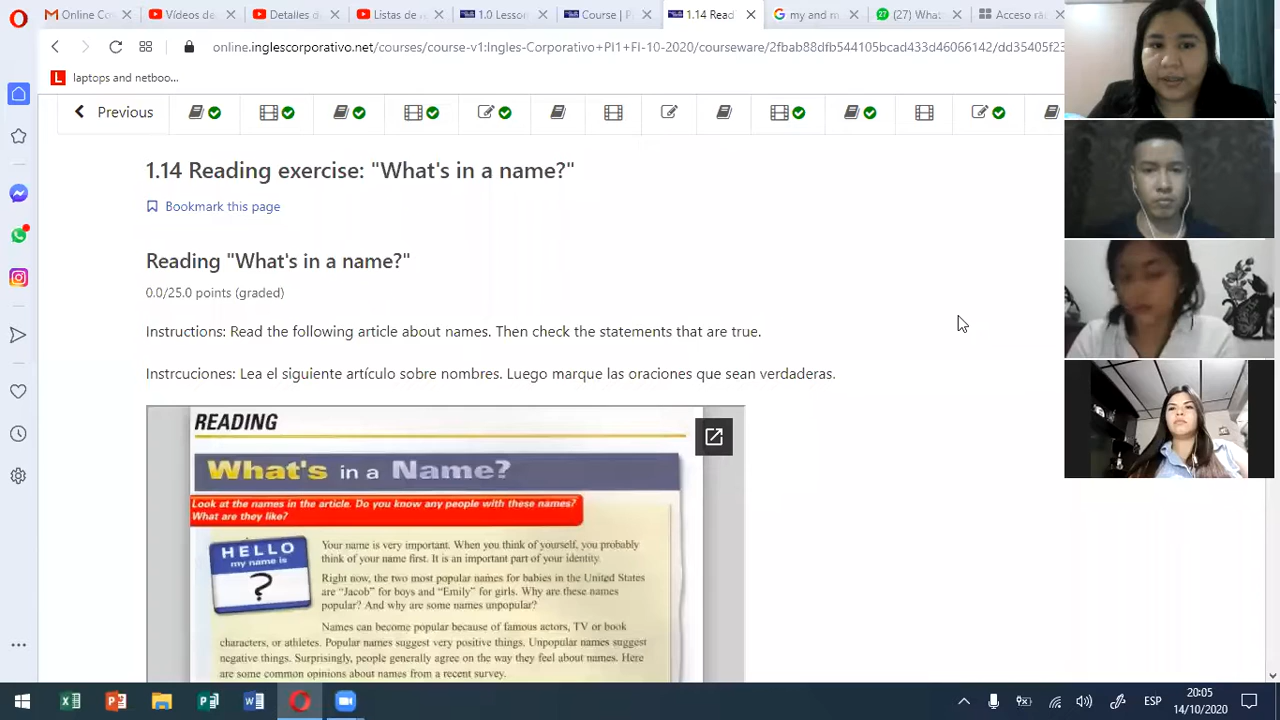 Gmail
Online Co
Vídeos de
Detalles d
Listas de r
1.0 Lesson
Course | Pi
1.14 Read
my and m
(27) What
Acceso rá
online.inglescorporativo.net/courses/course-v1:Ingles-Corporativo+Pi1+FI-10-2020/courseware/2fbab88dfb544105bcad433d46066142/dd35405f23
laptops and netboo...
Previous
1.14 Reading exercise: "What's in a name?"
Bookmark this page
Reading "What's in a name?"
0.0/25.0 points (graded)
Instructions: Read the following article about names. Then check the statements that are true.
Instrcuciones: Lea el siguiente artículo sobre nombres. Luego marque las oraciones que sean verdaderas.
READING
What's in a Name?
Look at the names in the article. Do you know any people with these names?
What are they like?
HELLO
my name is
?
Your name is very important. When you think of yourself, you probably
think of your name first. It is an important part of your identity.
Right now, the two most popular names for babies in the United States
are "Jacob" for boys and "Emily" for girls. Why are these names
popular? And why are some names unpopular?
Names can become popular because of famous actors, TV or book
characters, or athletes. Popular names suggest very positive things. Unpopular names suggest
negative things. Surprisingly, people generally agree on the way they feel about names. Here
are some common opinions about names from a recent survey.
ESP
20:05
14/10/2020